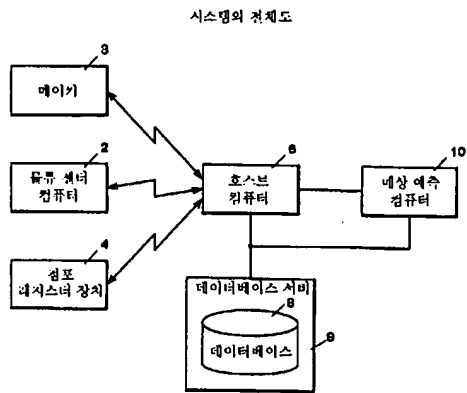 시스템의 전체도
3
메이커
2
물류 센터
컴퓨터
4
점포
레지스터 장치
6
호스트
컴퓨터
10
예상 예측
컴퓨터
데이터베이스 서버
8
데이터베이스
9